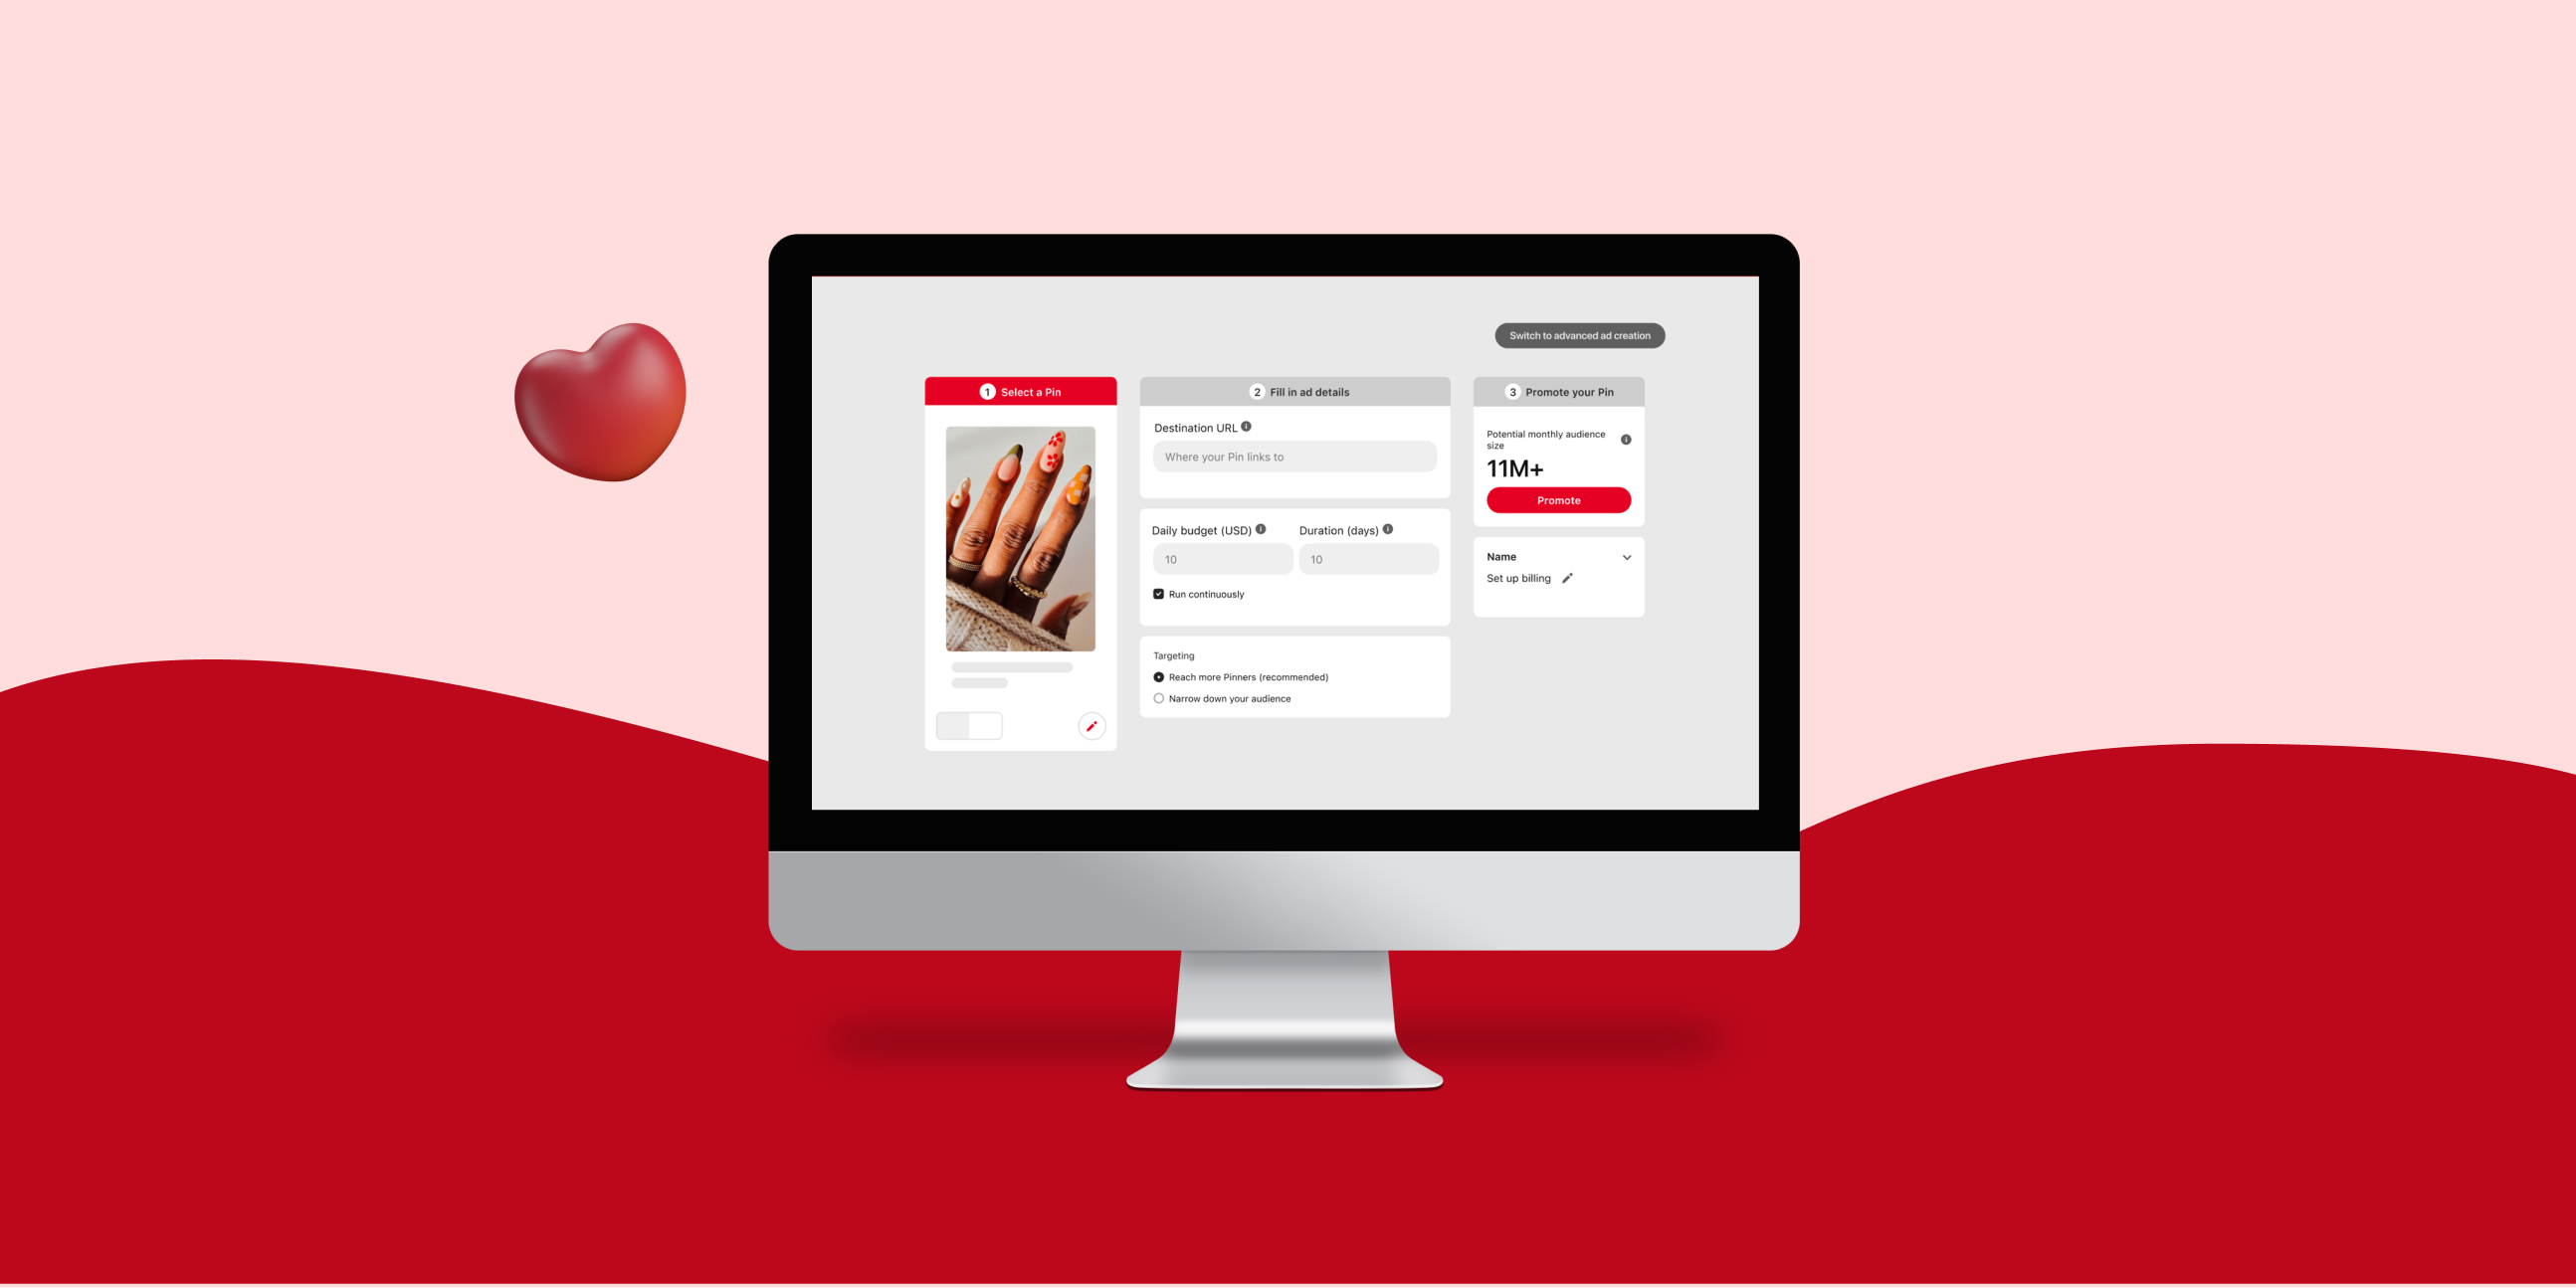 Switch to advanced ad creation
1 Select a Pin
2 Fill in ad details
Destination URL
Where your Pin links to
Daily budget (USD)
Duration (days)
10
10
Run continuously
Targeting
Reach more Pinners (recommended)
Narrow down your audience
3 Promote your Pin
Potential monthly audience
size
11M+
Promote
Name
Set up billing